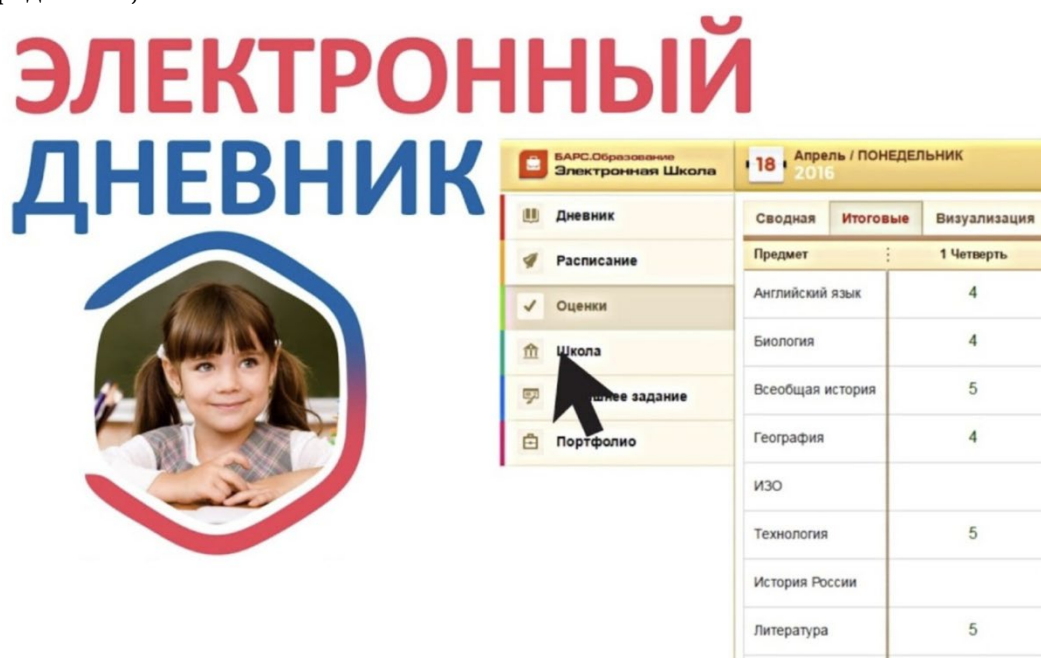 ЭЛЕКТРОННЫЙ
ДНЕВНИК
БАРС.Образование
Электронная Школа
Дневник
Расписание
Оценки
Школа
задание
Портфолио
18 Апрель / ПОНЕДЕЛЬНИК
2016
Сводная Итоговые Визуализация
Предмет 1 Четверть
Английский язык 4
Биология 4
Всеобщая история 5
География 4
ИЗО
Технология 5
История России
Литература 5